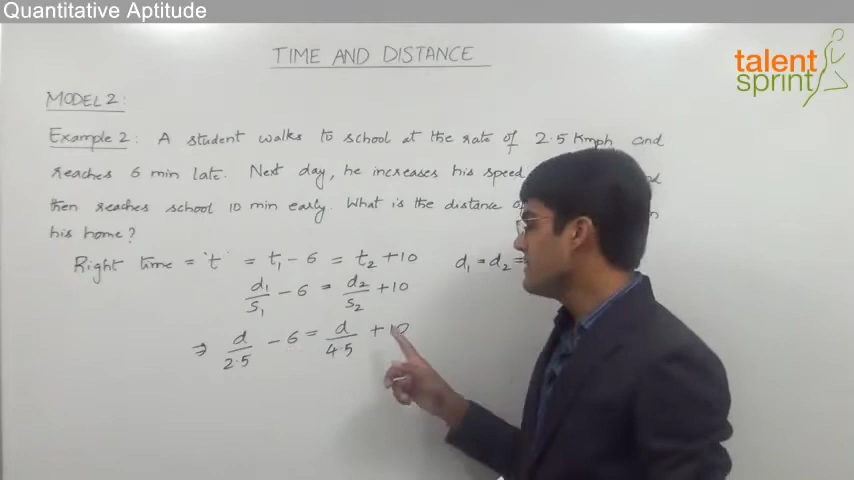 Quantitative Aptitude
TIME AND DISTANCE
talent
sprint
MODEL 2:
Example 2: A student walks to school at the rate of 2.5 Kmph and
reaches 6 min late. Next day, he increases his speed
then reaches school 10 min early. What is the distance
his home?
Right time = 't' = t₁ - 6 = t₂ + 10 d₁ = d₂ =
d₁/S₁ - 6 = d₂/S₂ + 10
⇒ d/2.5 - 6 = d/4.5 + 10